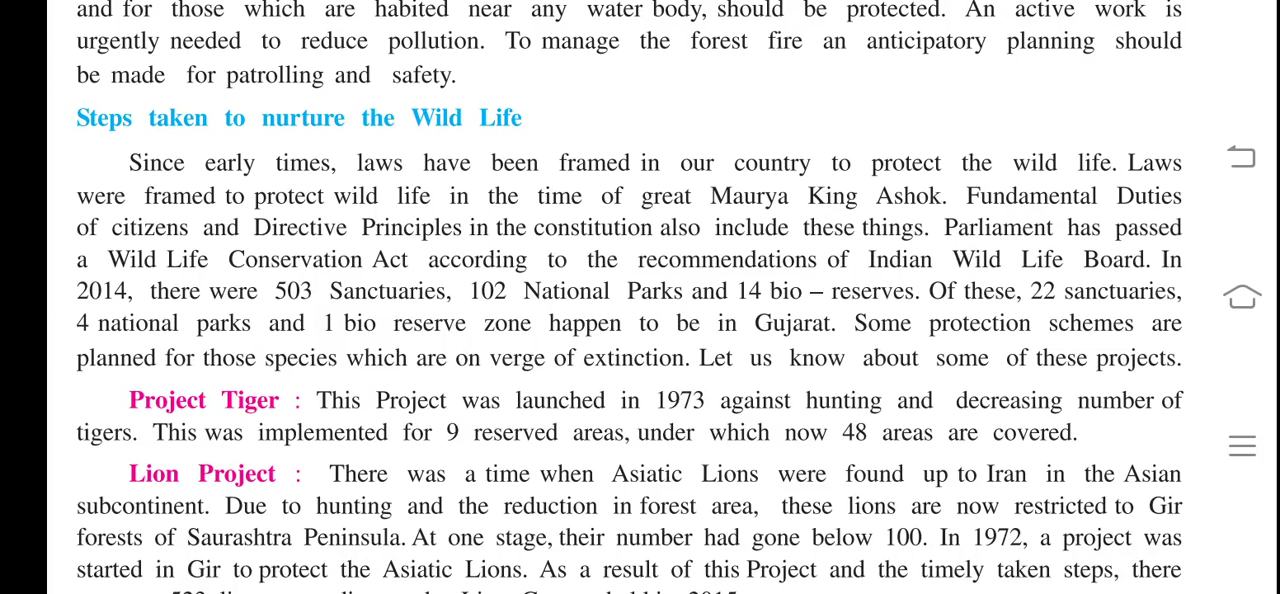 and for those which are habited near any water body, should be protected. An active work is
urgently needed to reduce pollution. To manage the forest fire an anticipatory planning should
be made for patrolling and safety.
Steps taken to nurture the Wild Life
Since early times, laws have been framed in our country to protect the wild life. Laws
were framed to protect wild life in the time of great Maurya King Ashok. Fundamental Duties
of citizens and Directive Principles in the constitution also include these things. Parliament has passed
a Wild Life Conservation Act according to the recommendations of Indian Wild Life Board. In
2014, there were 503 Sanctuaries, 102 National Parks and 14 bio – reserves. Of these, 22 sanctuaries,
4 national parks and 1 bio reserve zone happen to be in Gujarat. Some protection schemes are
planned for those species which are on verge of extinction. Let us know about some of these projects.
Project Tiger : This Project was launched in 1973 against hunting and decreasing number of
tigers. This was implemented for 9 reserved areas, under which now 48 areas are covered.
Lion Project : There was a time when Asiatic Lions were found up to Iran in the Asian
subcontinent. Due to hunting and the reduction in forest area, these lions are now restricted to Gir
forests of Saurashtra Peninsula. At one stage, their number had gone below 100. In 1972, a project was
started in Gir to protect the Asiatic Lions. As a result of this Project and the timely taken steps, there